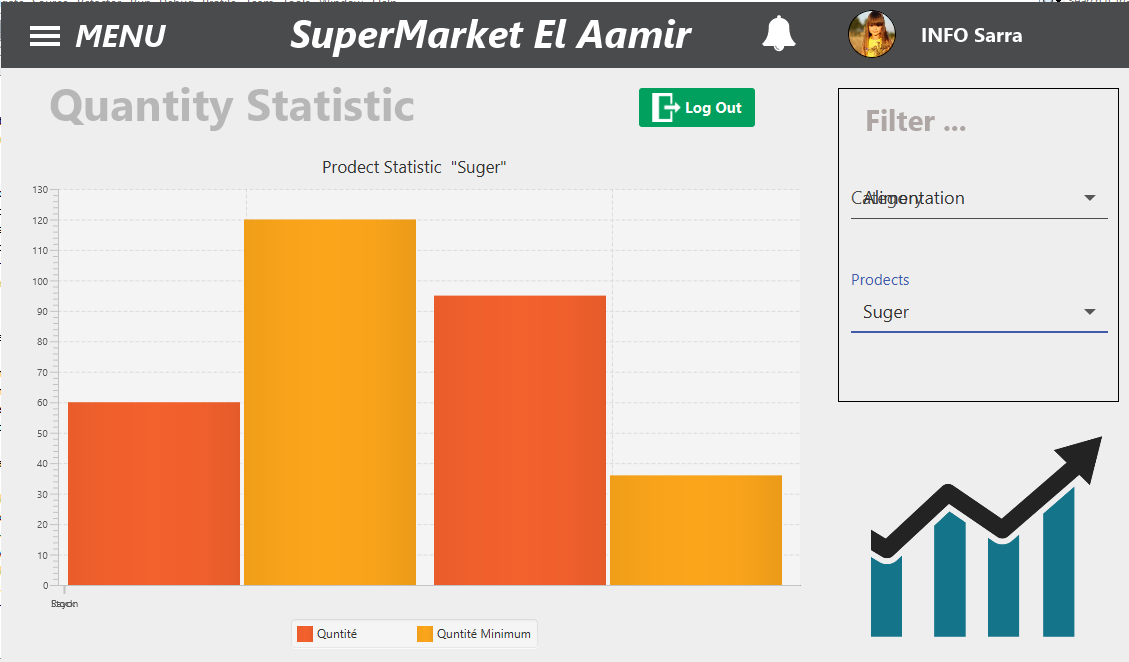 MENU
SuperMarket El Aamir
INFO Sarra
Quantity Statistic
Log Out
Filter ...
Prodect Statistic "Suger"
Category
Alimentation
Prodects
Suger
130
120
110
100
90
80
70
60
50
40
30
20
10
0
Quntité
Quntité Minimum